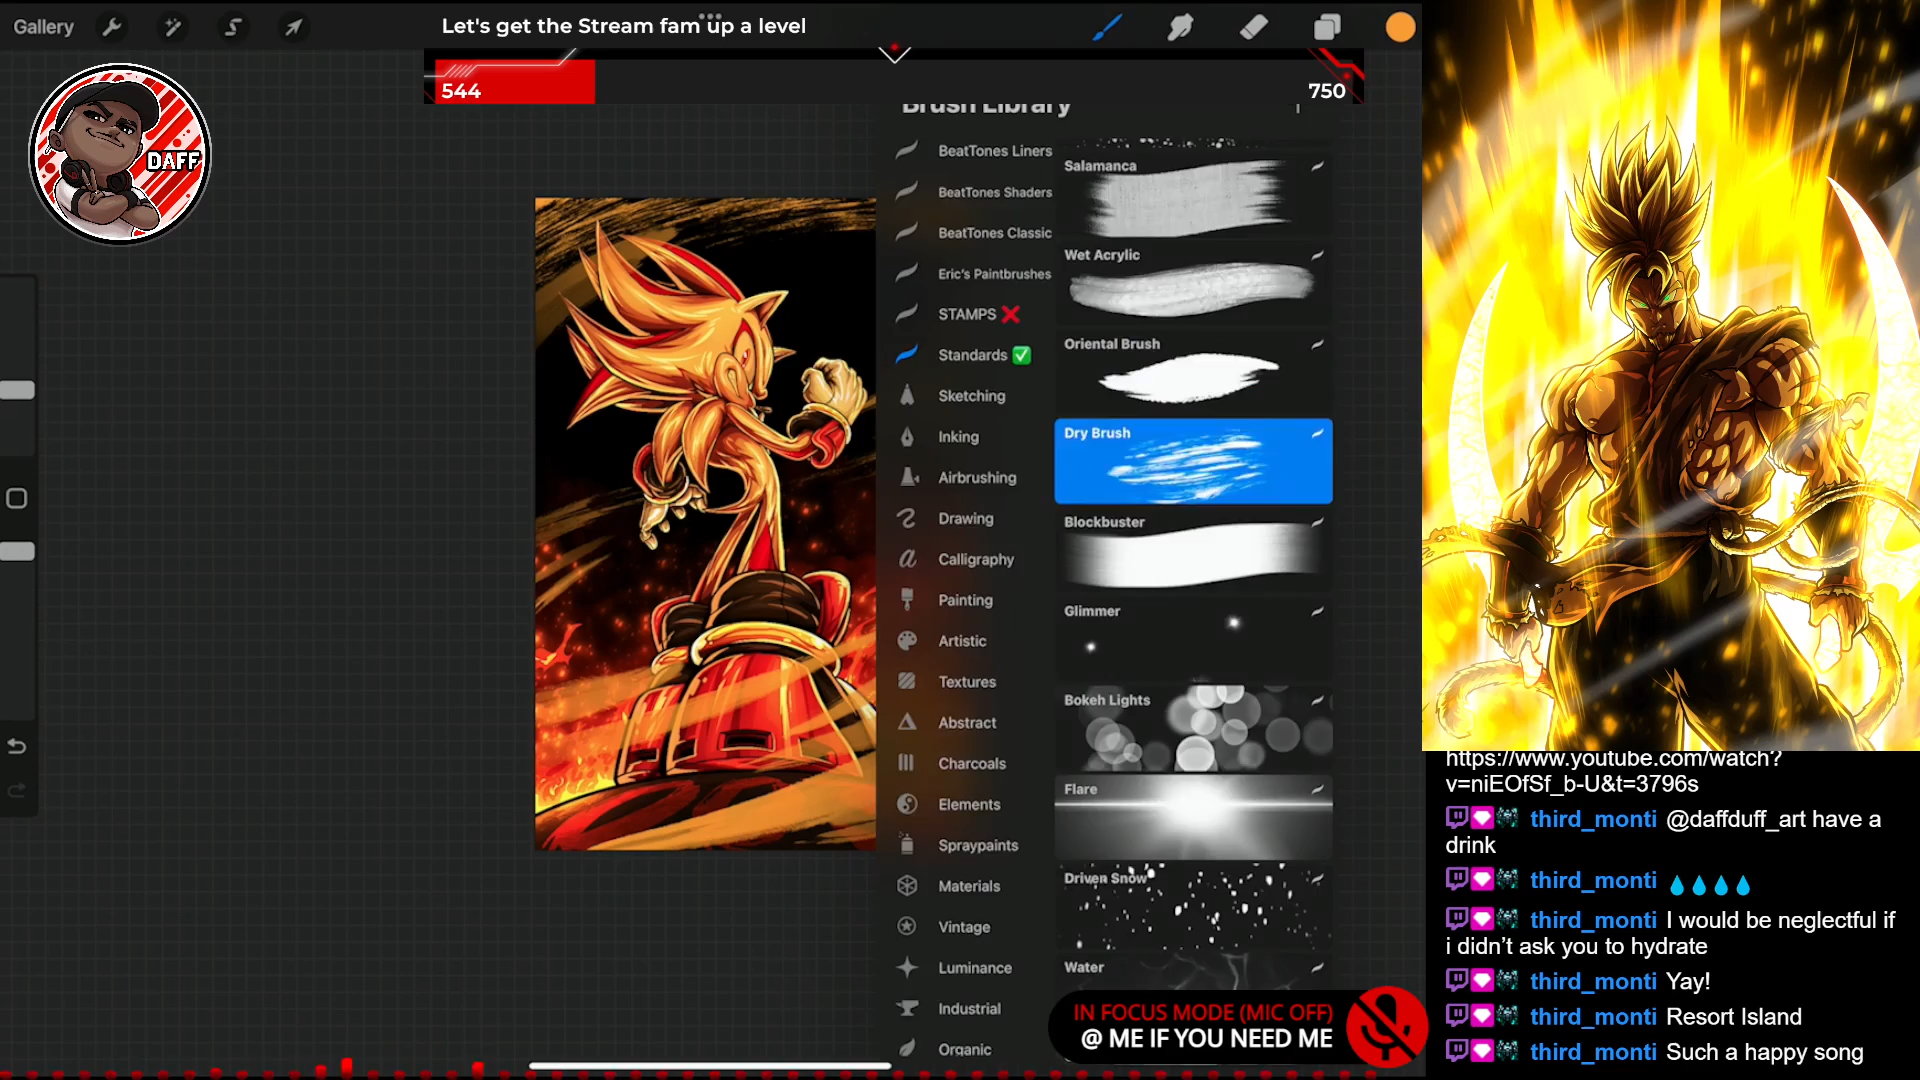 Gallery
Let's get the Stream fam up a level
544
750
DAFF
Brush Library
BeatTones Liners
BeatTones Shaders
BeatTones Classic
Eric's Paintbrushes
STAMPS ❌
Standards ✅
Sketching
Inking
Airbrushing
Drawing
Calligraphy
Painting
Artistic
Textures
Abstract
Charcoals
Elements
Spraypaints
Materials
Vintage
Luminance
Industrial
Organic
Salamanca
Wet Acrylic
Oriental Brush
Dry Brush
Blockbuster
Glimmer
Bokeh Lights
Flare
Driven Snow
Water
IN FOCUS MODE (MIC OFF)
@ ME IF YOU NEED ME
https://www.youtube.com/watch?
v=niEOfSf_b-U&t=3796s
third_monti @daffduff_art have a
drink
third_monti 💧💧💧💧
third_monti I would be neglectful if
i didn't ask you to hydrate
third_monti Yay!
third_monti Resort Island
third_monti Such a happy song